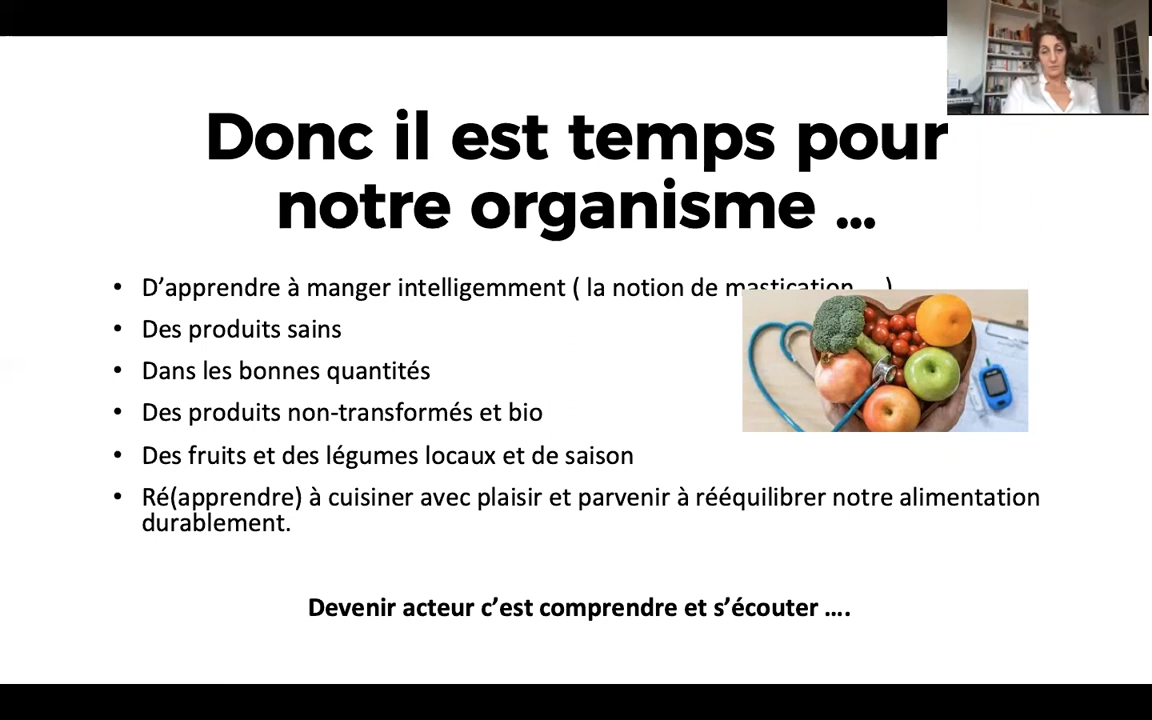 Donc il est temps pour
notre organisme ...
• D’apprendre à manger intelligemment ( la notion de mastication ... )
• Des produits sains
• Dans les bonnes quantités
• Des produits non-transformés et bio
• Des fruits et des légumes locaux et de saison
• Ré(apprendre) à cuisiner avec plaisir et parvenir à rééquilibrer notre alimentation
durablement.
Devenir acteur c’est comprendre et s’écouter ....